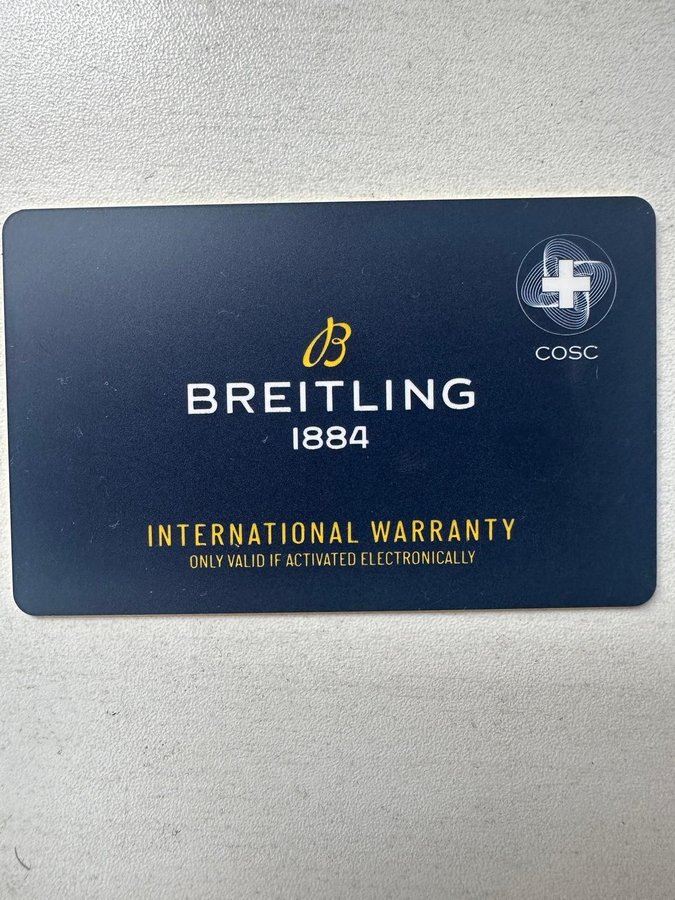 COSC
B
BREITLING
1884
INTERNATIONAL WARRANTY
ONLY VALID IF ACTIVATED ELECTRONICALLY